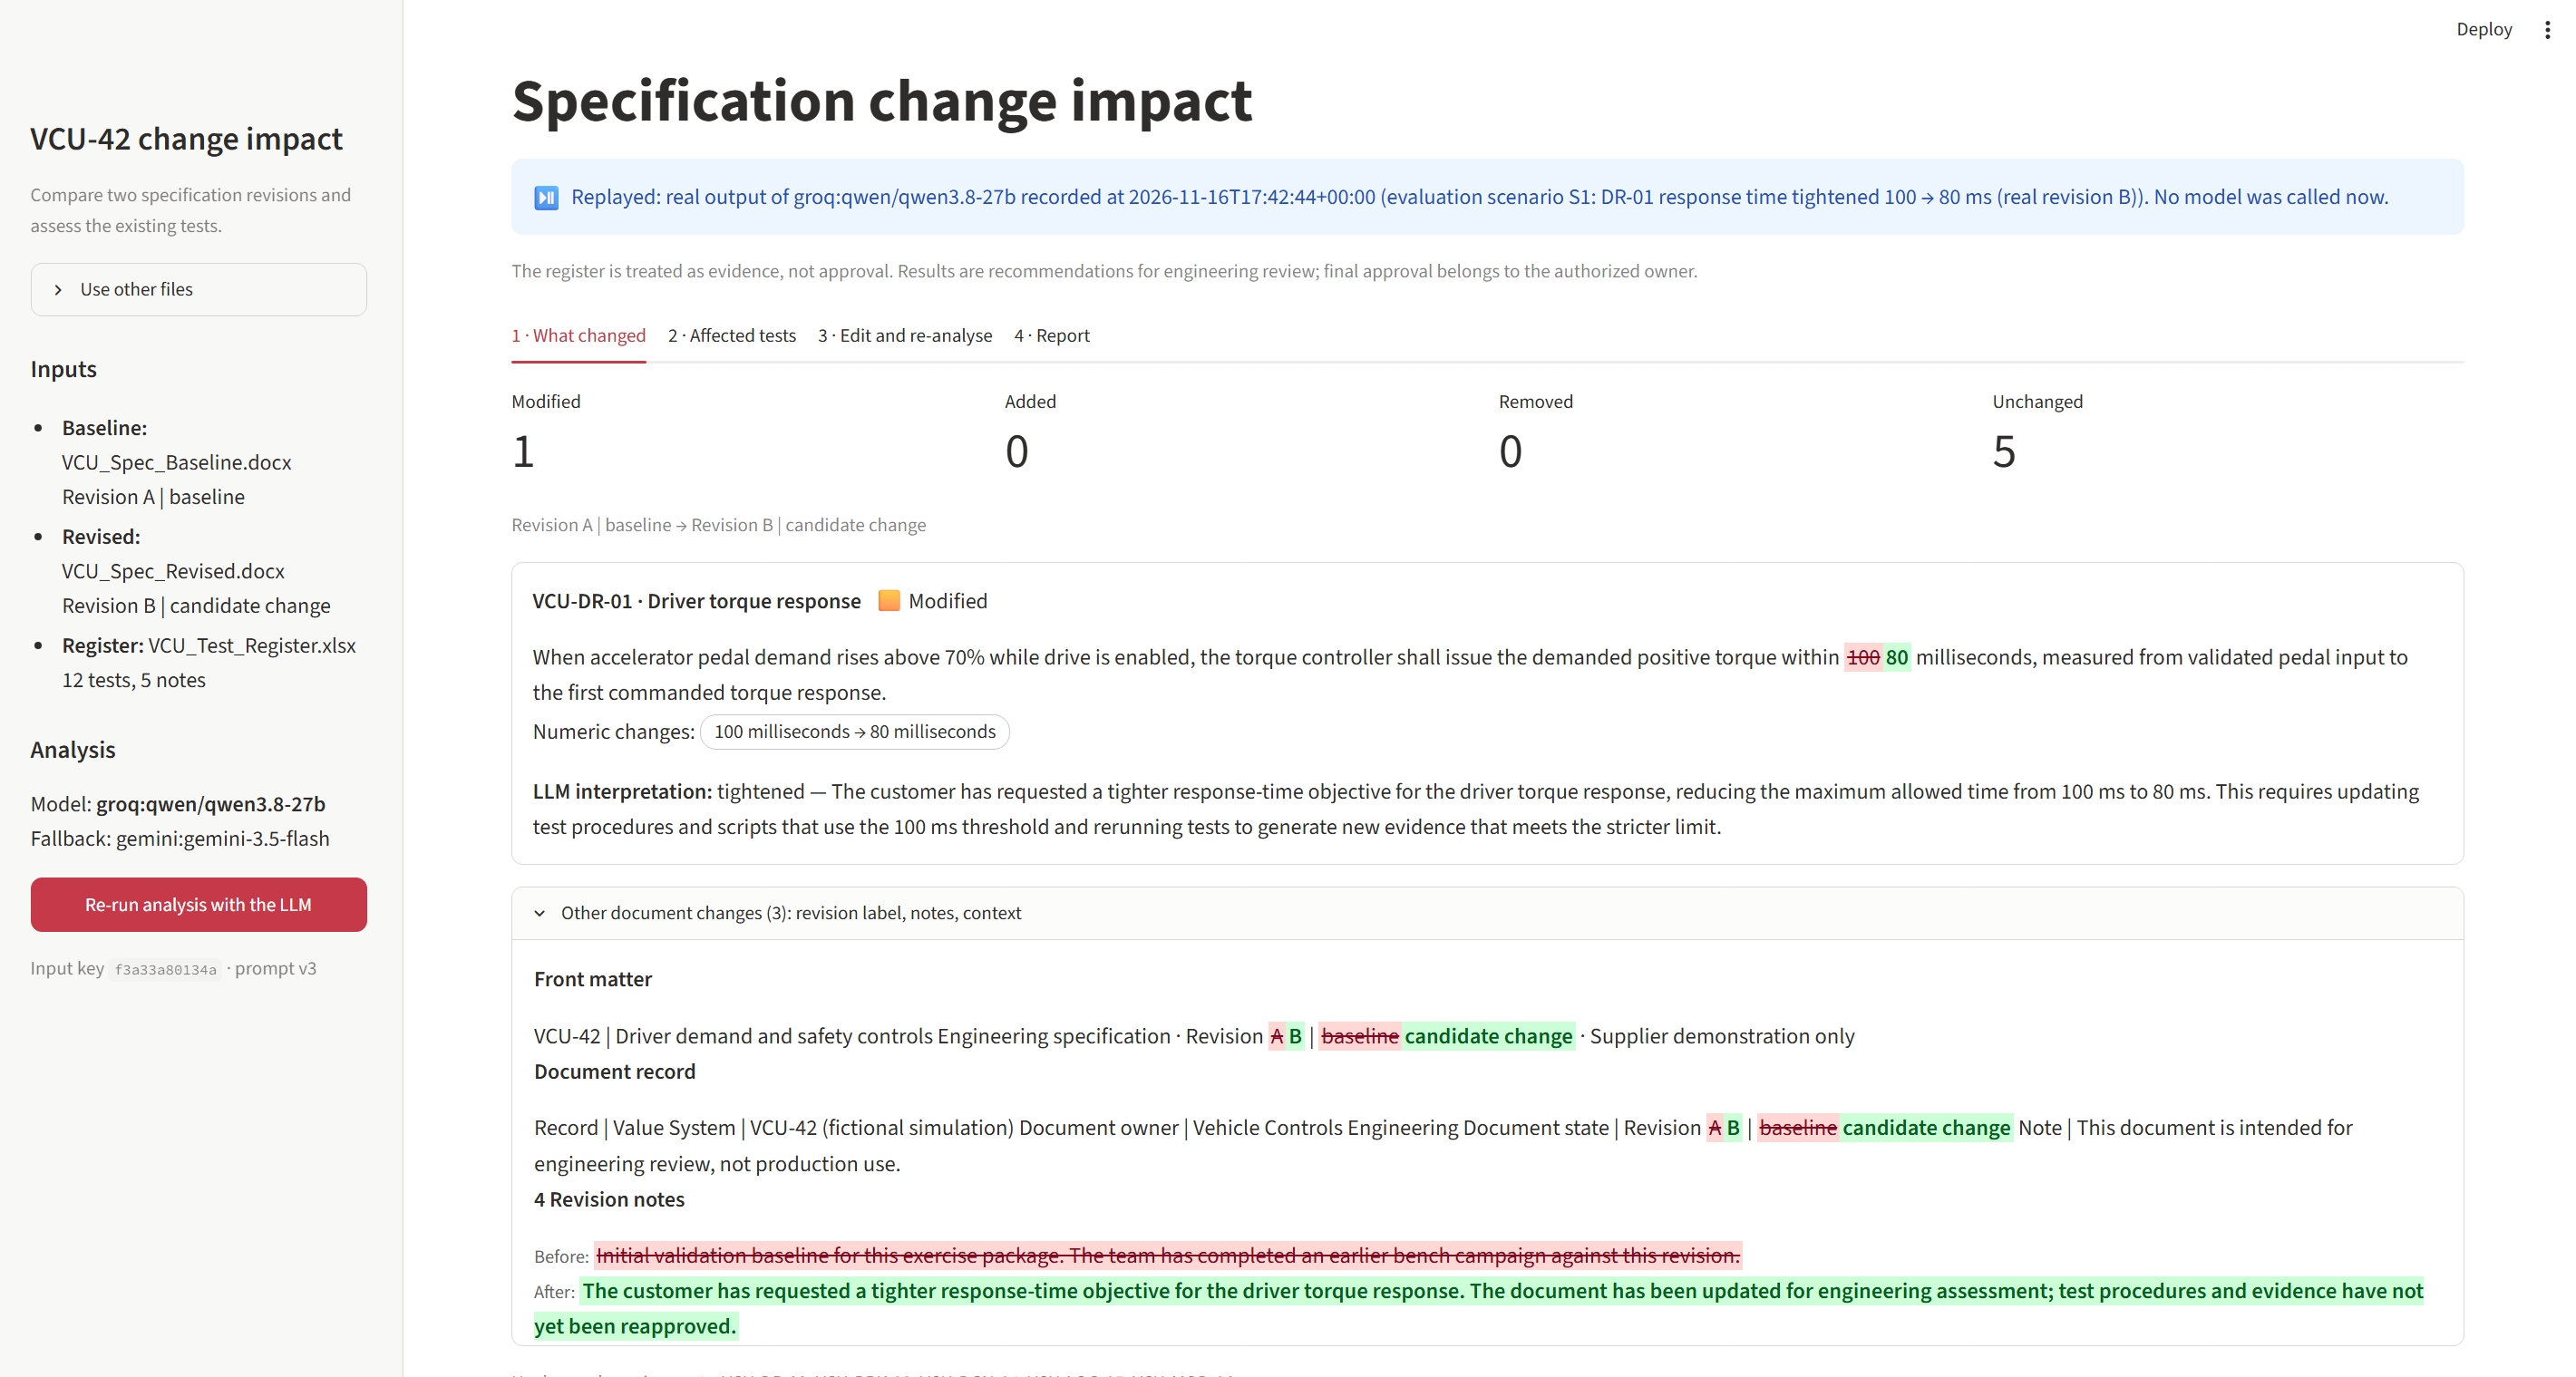 Deploy
VCU-42 change impact
Compare two specification revisions and
assess the existing tests.
Use other files
Inputs
Baseline:
VCU_Spec_Baseline.docx
Revision A | baseline
Revised:
VCU_Spec_Revised.docx
Revision B | candidate change
Register: VCU_Test_Register.xlsx
12 tests, 5 notes
Analysis
Model: groq:qwen/qwen3.8-27b
Fallback: gemini:gemini-3.5-flash
Re-run analysis with the LLM
Input key f3a33a80134a · prompt v3
Specification change impact
Replayed: real output of groq:qwen/qwen3.8-27b recorded at 2026-11-16T17:42:44+00:00 (evaluation scenario S1: DR-01 response time tightened 100 → 80 ms (real revision B)). No model was called now.
The register is treated as evidence, not approval. Results are recommendations for engineering review; final approval belongs to the authorized owner.
1 · What changed 2 · Affected tests 3 · Edit and re-analyse 4 · Report
Modified Added Removed Unchanged
1 0 0 5
Revision A | baseline → Revision B | candidate change
VCU-DR-01 · Driver torque response Modified
When accelerator pedal demand rises above 70% while drive is enabled, the torque controller shall issue the demanded positive torque within 100 80 milliseconds, measured from validated pedal input to
the first commanded torque response.
Numeric changes: 100 milliseconds → 80 milliseconds
LLM interpretation: tightened — The customer has requested a tighter response-time objective for the driver torque response, reducing the maximum allowed time from 100 ms to 80 ms. This requires updating
test procedures and scripts that use the 100 ms threshold and rerunning tests to generate new evidence that meets the stricter limit.
Other document changes (3): revision label, notes, context
Front matter
VCU-42 | Driver demand and safety controls Engineering specification · Revision A B | baseline candidate change · Supplier demonstration only
Document record
Record | Value System | VCU-42 (fictional simulation) Document owner | Vehicle Controls Engineering Document state | Revision A B | baseline candidate change Note | This document is intended for
engineering review, not production use.
4 Revision notes
Before: Initial validation baseline for this exercise package. The team has completed an earlier bench campaign against this revision.
After: The customer has requested a tighter response-time objective for the driver torque response. The document has been updated for engineering assessment; test procedures and evidence have not
yet been reapproved.